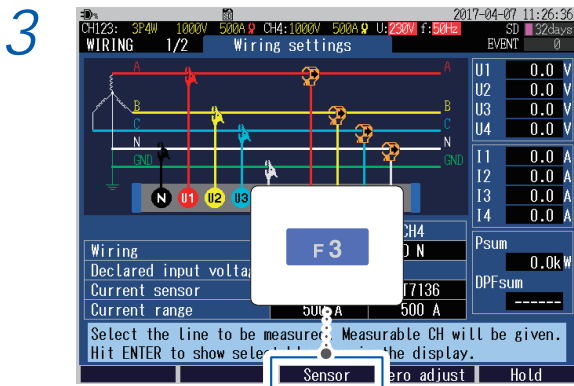 3
2017-04-07 11:26:36
CH123: 3P4W 1000V 500A CH4:1000V 500A U:230V f:50Hz SD 32days
WIRING 1/2 Wiring settings EVENT 0
A A
B B
C C
N N
GND GND
N U1 U2 U3
U1 0.0 V
U2 0.0 V
U3 0.0 V
U4 0.0 V
I1 0.0 A
I2 0.0 A
I3 0.0 A
I4 0.0 A
Psum
0.0kW
DPFsum
------
F3
CH4
Wiring
Declared input
Current sensor
Current range 500 A 500 A
Select the line to be measured. Measurable CH will be given.
Hit ENTER to show the display.
Sensor adjust Hold